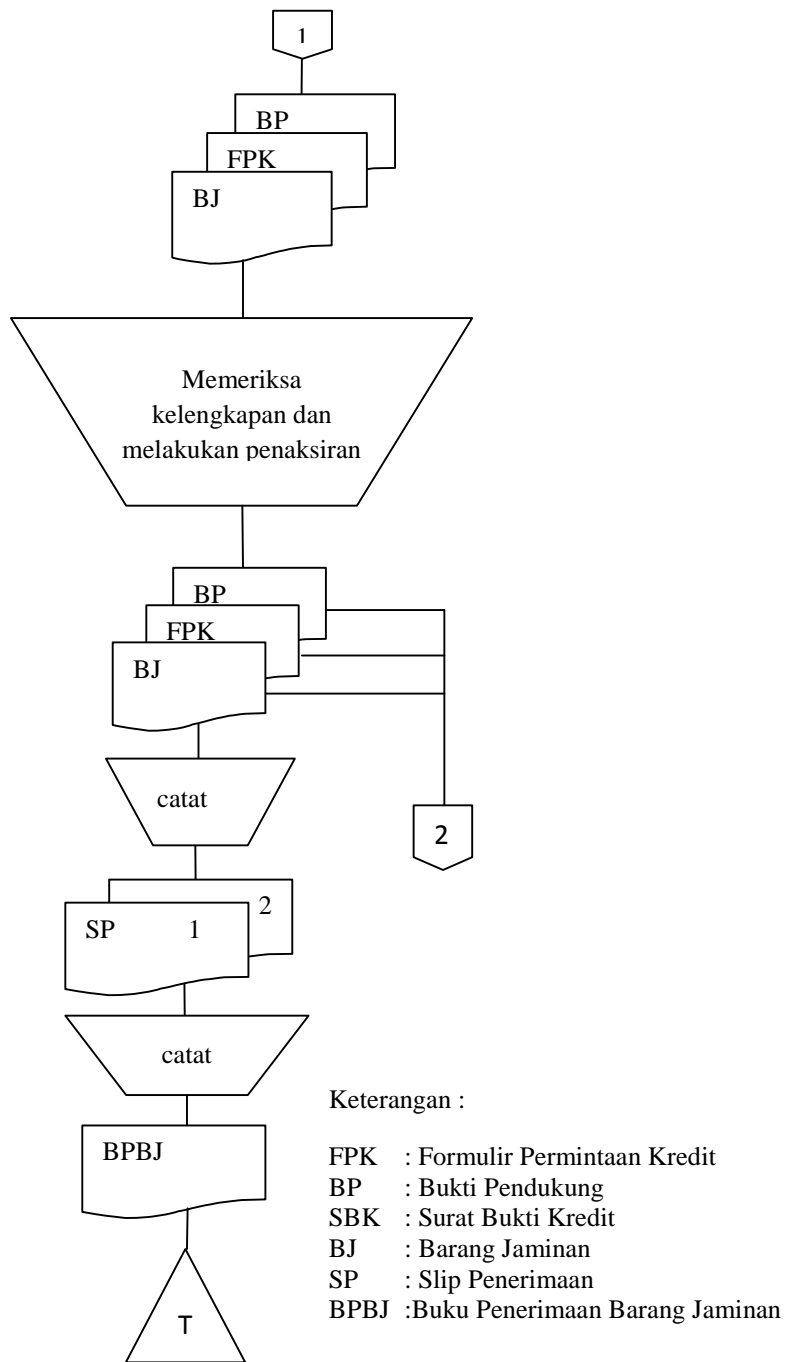 1
BP
FPK
BJ
Memeriksa
kelengkapan dan
melakukan penaksiran
BP
FPK
BJ
catat
2
2
SP 1
catat
BPBJ
T
Keterangan :
FPK : Formulir Permintaan Kredit
BP : Bukti Pendukung
SBK : Surat Bukti Kredit
BJ : Barang Jaminan
SP : Slip Penerimaan
BPBJ :Buku Penerimaan Barang Jaminan